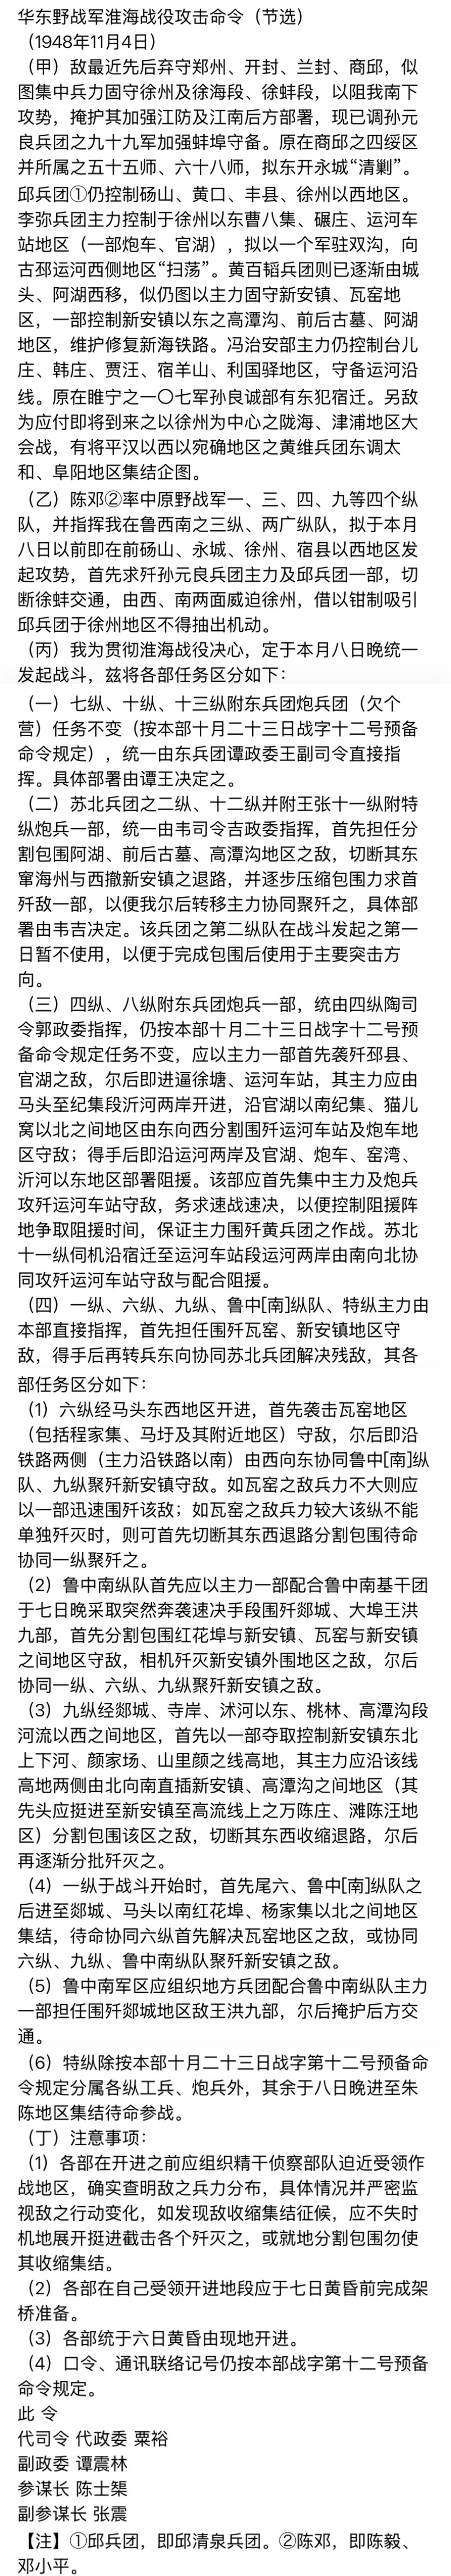 华东野战军淮海战役攻击命令（节选）
（1948年11月4日）
（甲）敌最近先后弃守郑州、开封、兰封、商邱，似
图集中兵力固守徐州及徐海段、徐蚌段，以阻我南下
攻势，掩护其加强江防及江南后方部署，现已调孙元
良兵团之九十九军加强蚌埠守备。原在商邱之四绥区
并所属之五十五师、六十八师，拟东开永城“清剿”。
邱兵团①仍控制砀山、黄口、丰县、徐州以西地区。
李弥兵团主力控制于徐州以东曹八集、碾庄、运河车
站地区（一部炮车、官湖），拟以一个军驻双沟，向
古邳运河西侧地区“扫荡”。黄百韬兵团则已逐渐由城
头、阿湖西移，似仍图以主力固守新安镇、瓦窑地
区，一部控制新安镇以东之高潭沟、前后古墓、阿湖
地区，维护修复新海铁路。冯治安部主力仍控制台儿
庄、韩庄、贾汪、宿羊山、利国驿地区，守备运河沿
线。原在睢宁之一〇七军孙良诚部有东犯宿迁。另敌
为应付即将到来之以徐州为中心之陇海、津浦地区大
会战，有将平汉以西以宛确地区之黄维兵团东调太
和、阜阳地区集结企图。
（乙）陈邓②率中原野战军一、三、四、九等四个纵
队，并指挥我在鲁西南之三纵、两广纵队，拟于本月
八日以前即在前砀山、永城、徐州、宿县以西地区发
起攻势，首先求歼孙元良兵团主力及邱兵团一部，切
断徐蚌交通，由西、南两面威迫徐州，借以钳制吸引
邱兵团于徐州地区不得抽出机动。
（丙）我为贯彻淮海战役决心，定于本月八日晚统一
发起战斗，兹将各部任务区分如下：
（一）七纵、十纵、十三纵附东兵团炮兵团（欠个
营）任务不变（按本部十月二十三日战字十二号预备
命令规定），统一由东兵团谭政委王副司令直接指
挥。具体部署由谭王决定之。
（二）苏北兵团之二纵、十二纵并附王张十一纵附特
纵炮兵一部，统一由韦司令吉政委指挥，首先担任分
割包围阿湖、前后古墓、高潭沟地区之敌，切断其东
窜海州与西撤新安镇之退路，并逐步压缩包围力求首
歼敌一部，以便我尔后转移主力协同聚歼之，具体部
署由韦吉决定。该兵团之第二纵队在战斗发起之第一
日暂不使用，以便于完成包围后使用于主要突击方
向。
（三）四纵、八纵附东兵团炮兵一部，统由四纵陶司
令郭政委指挥，仍按本部十月二十三日战字十二号预
备命令规定任务不变，应以主力一部首先袭歼邳县、
官湖之敌，尔后即进逼徐塘、运河车站，其主力应由
马头至纪集段沂河两岸开进，沿官湖以南纪集、猫儿
窝以北之间地区由东向西分割围歼运河车站及炮车地
区守敌；得手后即沿运河两岸及官湖、炮车、窑湾、
沂河以东地区部署阻援。该部应首先集中主力及炮兵
攻歼运河车站守敌，务求速战速决，以便控制阻援阵
地争取阻援时间，保证主力围歼黄兵团之作战。苏北
十一纵伺机沿宿迁至运河车站段运河两岸由南向北协
同攻歼运河车站守敌与配合阻援。
（四）一纵、六纵、九纵、鲁中[南]纵队、特纵主力由
本部直接指挥，首先担任围歼瓦窑、新安镇地区守
敌，得手后再转兵东向协同苏北兵团解决残敌，其各
部任务区分如下：
（1）六纵经马头东西地区开进，首先袭击瓦窑地区
（包括程家集、马圩及其附近地区）守敌，尔后即沿
铁路两侧（主力沿铁路以南）由西向东协同鲁中[南]纵
队、九纵聚歼新安镇守敌。如瓦窑之敌兵力不大则应
以一部迅速围歼该敌；如瓦窑之敌兵力较大该纵不能
单独歼灭时，则可首先切断其东西退路分割包围待命
协同一纵聚歼之。
（2）鲁中南纵队首先应以主力一部配合鲁中南基干团
于七日晚采取突然奔袭速决手段围歼郯城、大埠王洪
九部，首先分割包围红花埠与新安镇、瓦窑与新安镇
之间地区守敌，相机歼灭新安镇外围地区之敌，尔后
协同一纵、六纵、九纵聚歼新安镇之敌。
（3）九纵经郯城、寺岸、沭河以东、桃林、高潭沟段
河流以西之间地区，首先以一部夺取控制新安镇东北
上下河、颜家场、山里颜之线高地，其主力应沿该线
高地两侧由北向南直插新安镇、高潭沟之间地区（其
先头应挺进至新安镇至高流线上之万陈庄、滩陈汪地
区）分割包围该区之敌，切断其东西收缩退路，尔后
再逐渐分批歼灭之。
（4）一纵于战斗开始时，首先尾六、鲁中[南]纵队之
后进至郯城、马头以南红花埠、杨家集以北之间地区
集结，待命协同六纵首先解决瓦窑地区之敌，或协同
六纵、九纵、鲁中南纵队聚歼新安镇之敌。
（5）鲁中南军区应组织地方兵团配合鲁中南纵队主力
一部担任围歼郯城地区敌王洪九部，尔后掩护后方交
通。
（6）特纵除按本部十月二十三日战字第十二号预备命
令规定分属各纵工兵、炮兵外，其余于八日晚进至朱
陈地区集结待命参战。
（丁）注意事项：
（1）各部在开进之前应组织精干侦察部队迫近受领作
战地区，确实查明敌之兵力分布，具体情况并严密监
视敌之行动变化，如发现敌收缩集结征候，应不失时
机地展开挺进截击各个歼灭之，或就地分割包围勿使
其收缩集结。
（2）各部在自己受领开进地段应于七日黄昏前完成架
桥准备。
（3）各部统于六日黄昏由现地开进。
（4）口令、通讯联络记号仍按本部战字第十二号预备
命令规定。
此 令
代司令 代政委 粟裕
副政委 谭震林
参谋长 陈士榘
副参谋长 张震
【注】①邱兵团，即邱清泉兵团。②陈邓，即陈毅、
邓小平。